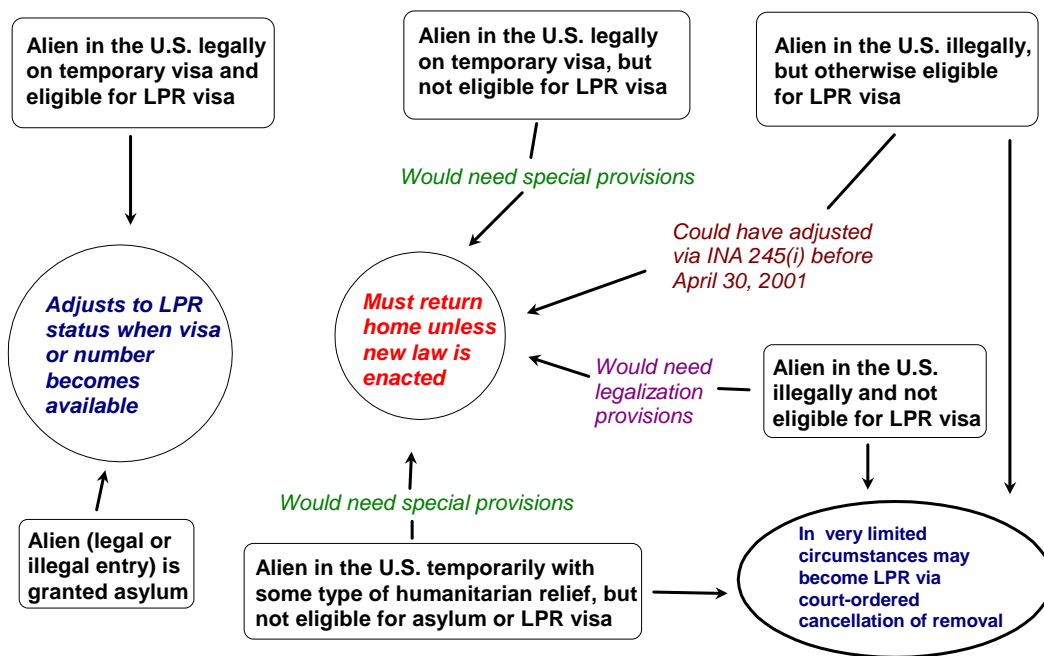 Alien in the U.S. legally
on temporary visa and
eligible for LPR visa
Alien in the U.S. legally
on temporary visa, but
not eligible for LPR visa
Alien in the U.S. illegally,
but otherwise eligible
for LPR visa
Would need special provisions
Could have adjusted
via INA 245(i) before
April 30, 2001
Adjusts to LPR
status when visa
or number
becomes
available
Must return
home unless
new law is
enacted
Would need
legalization
provisions
Alien in the U.S.
illegally and not
eligible for LPR visa
Would need special provisions
Alien (legal or
illegal entry) is
granted asylum
Alien in the U.S. temporarily with
some type of humanitarian relief, but
not eligible for asylum or LPR visa
In very limited
circumstances may
become LPR via
court-ordered
cancellation of removal